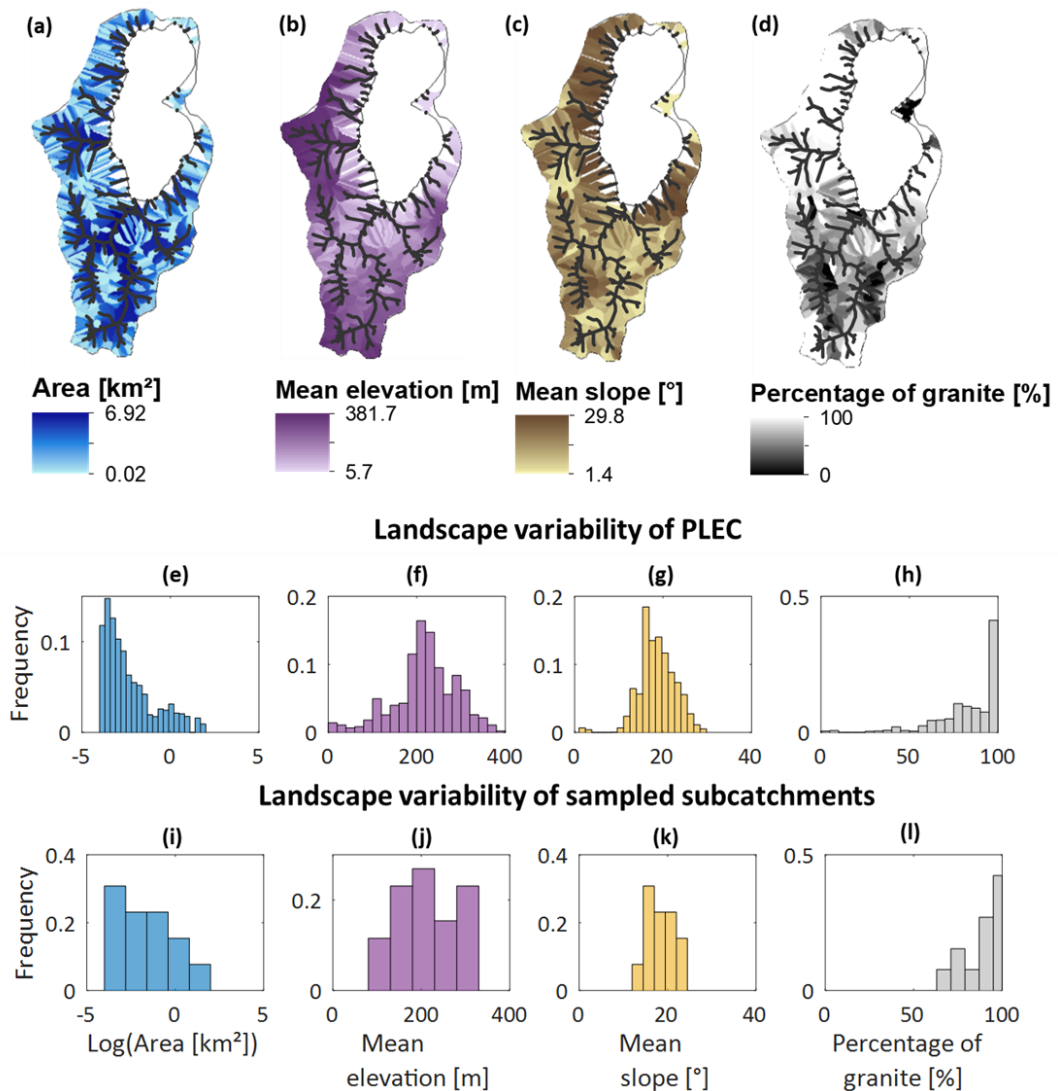 (a) (b) (c) (d)
Area [km²] Mean elevation [m] Mean slope [°] Percentage of granite [%]
6.92 381.7 29.8 100
0.02 5.7 1.4 0
Landscape variability of PLEC
(e) (f) (g) (h)
Frequency
0.1 0
-5 0 5
0.2 0.1 0
0 200 400
0.2 0.1 0
0 20 40
0.5 0
0 50 100
Landscape variability of sampled subcatchments
(i) (j) (k) (l)
Frequency
0.4 0.2 0
-5 0 5
Log(Area [km²])
0.2 0
0 200 400
Mean
elevation [m]
0.4 0.2 0
0 20 40
Mean
slope [°]
0.5 0
0 50 100
Percentage of
granite [%]